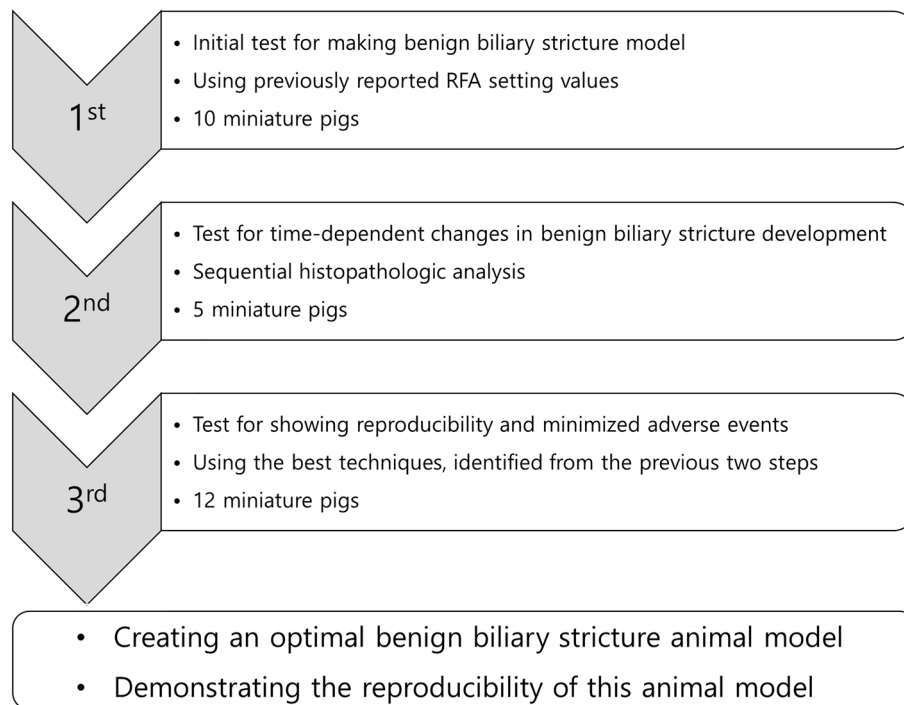 1st
• Initial test for making benign biliary stricture model
• Using previously reported RFA setting values
• 10 miniature pigs
2nd
• Test for time-dependent changes in benign biliary stricture development
• Sequential histopathologic analysis
• 5 miniature pigs
3rd
• Test for showing reproducibility and minimized adverse events
• Using the best techniques, identified from the previous two steps
• 12 miniature pigs
• Creating an optimal benign biliary stricture animal model
• Demonstrating the reproducibility of this animal model